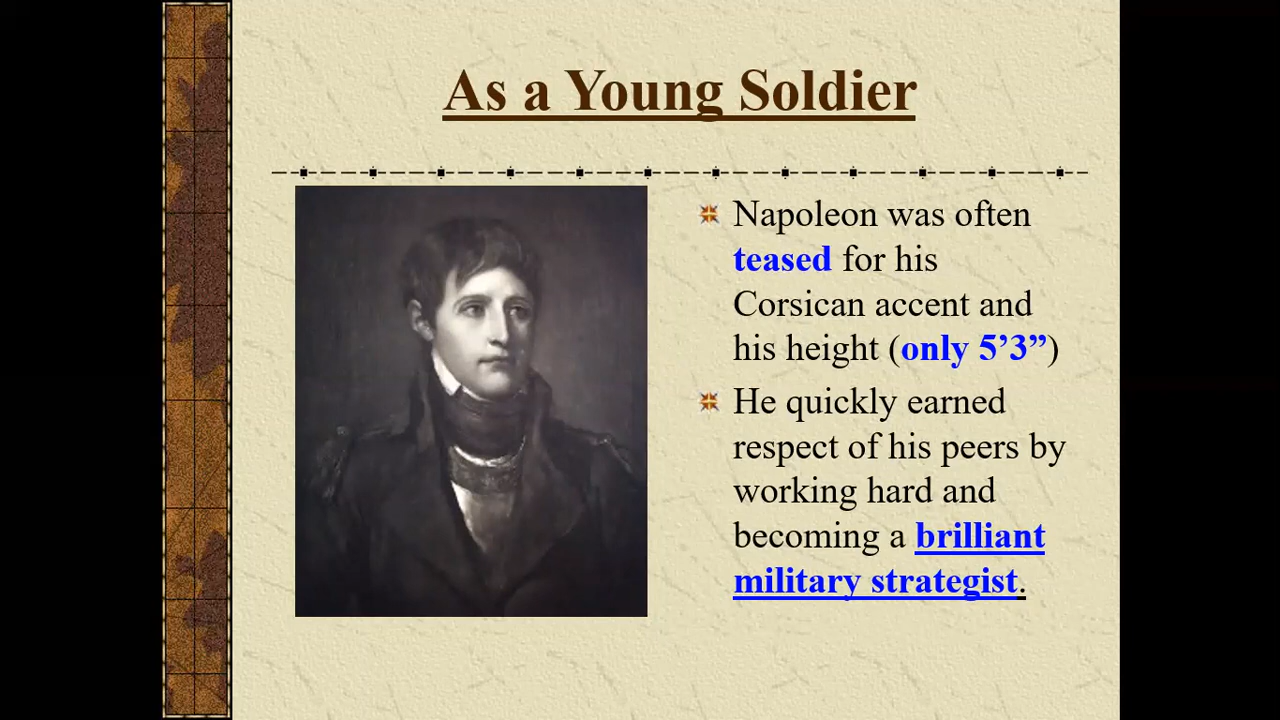 As a Young Soldier
Napoleon was often
teased for his
Corsican accent and
his height (only 5’3”)
He quickly earned
respect of his peers by
working hard and
becoming a brilliant
military strategist.